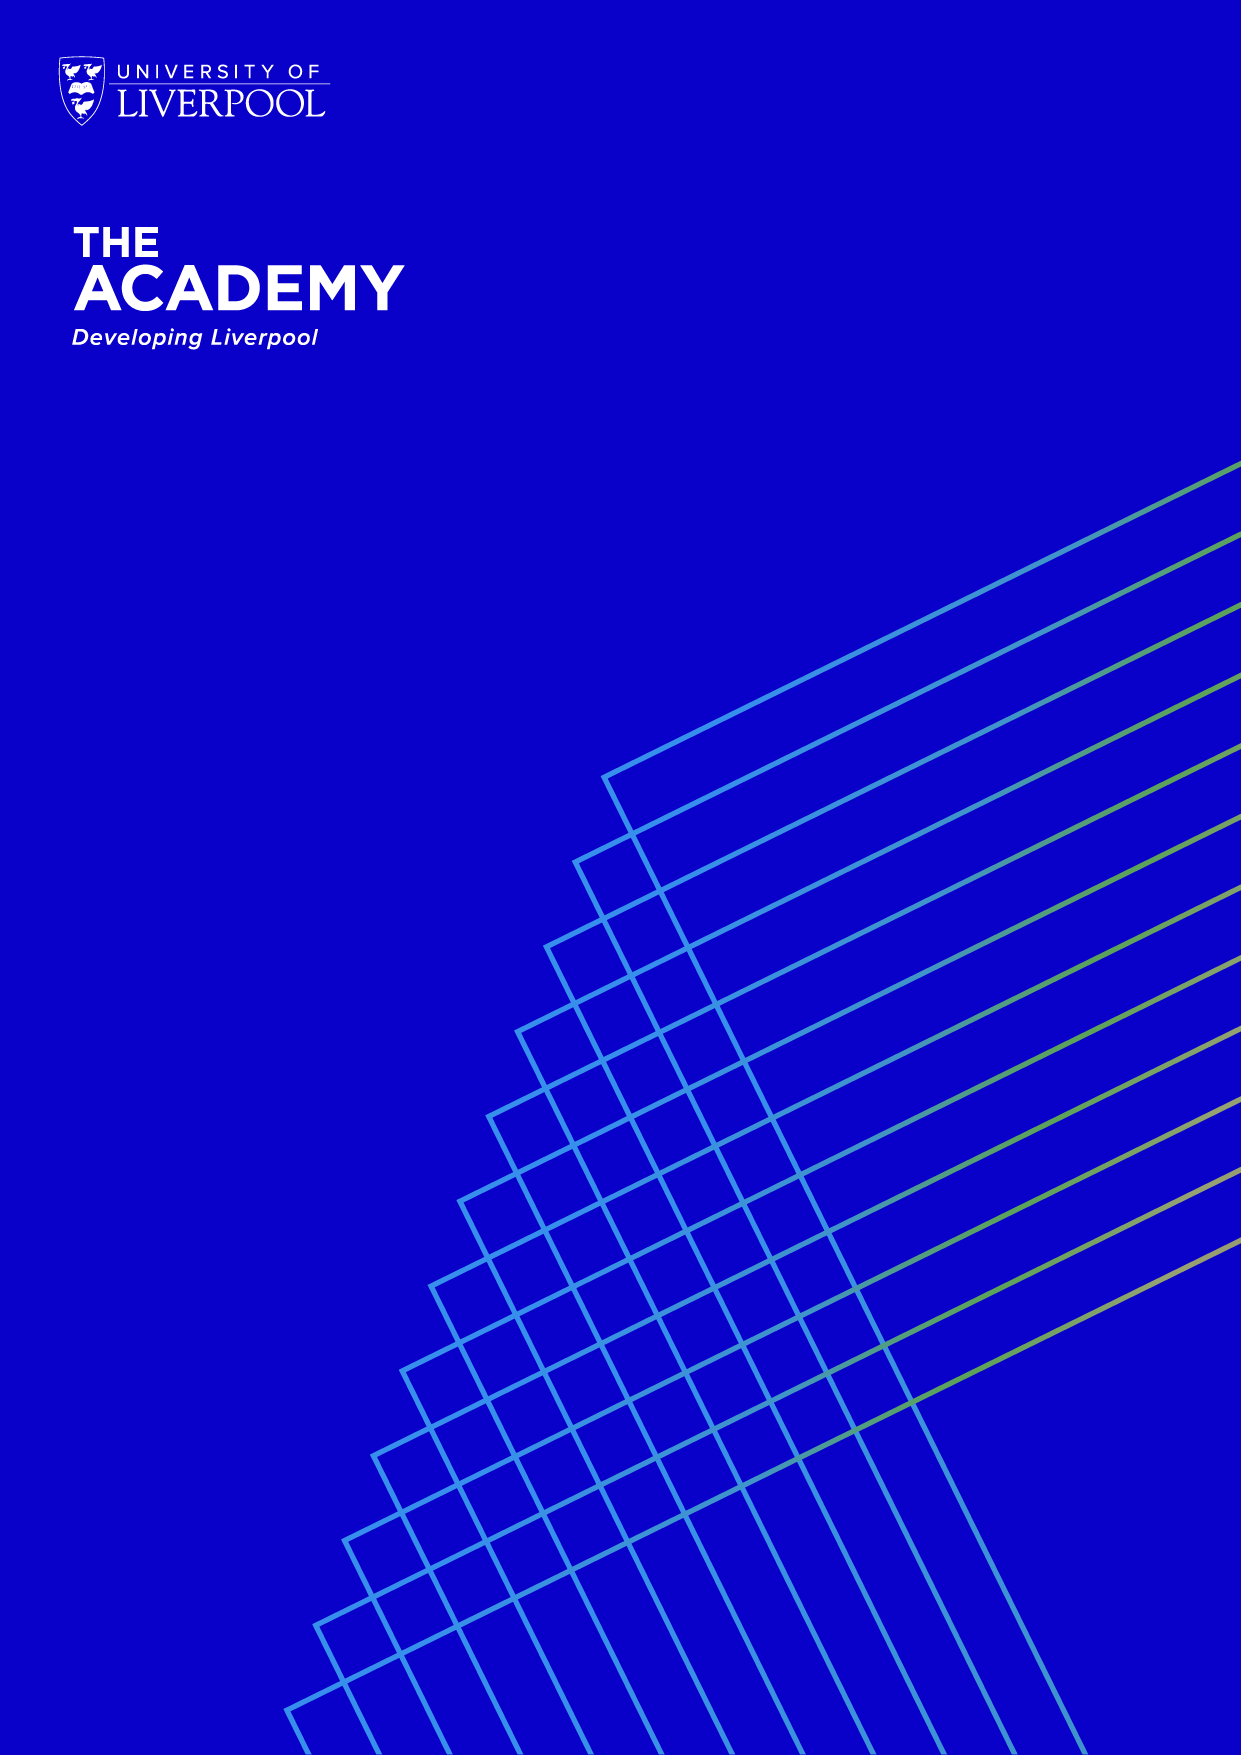 UNIVERSITY OF
LIVERPOOL
THE
ACADEMY
Developing Liverpool